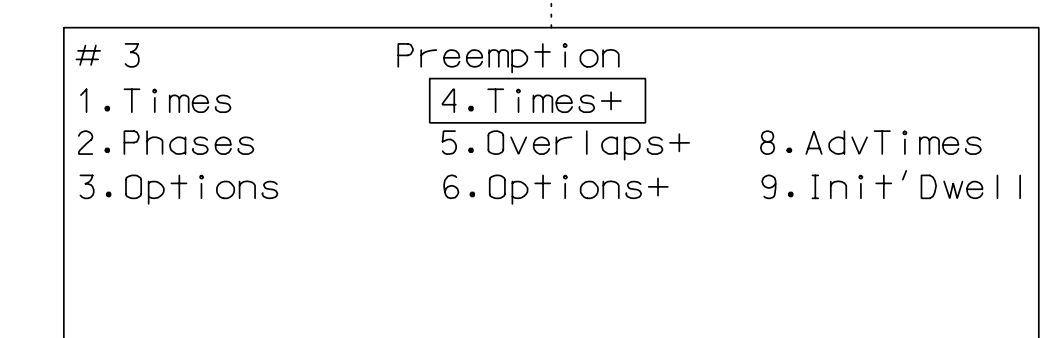 # 3 Preemption
1.Times 4.Times+
2.Phases 5.Overlaps+ 8.AdvTimes
3.Options 6.Options+ 9.Init'Dwell